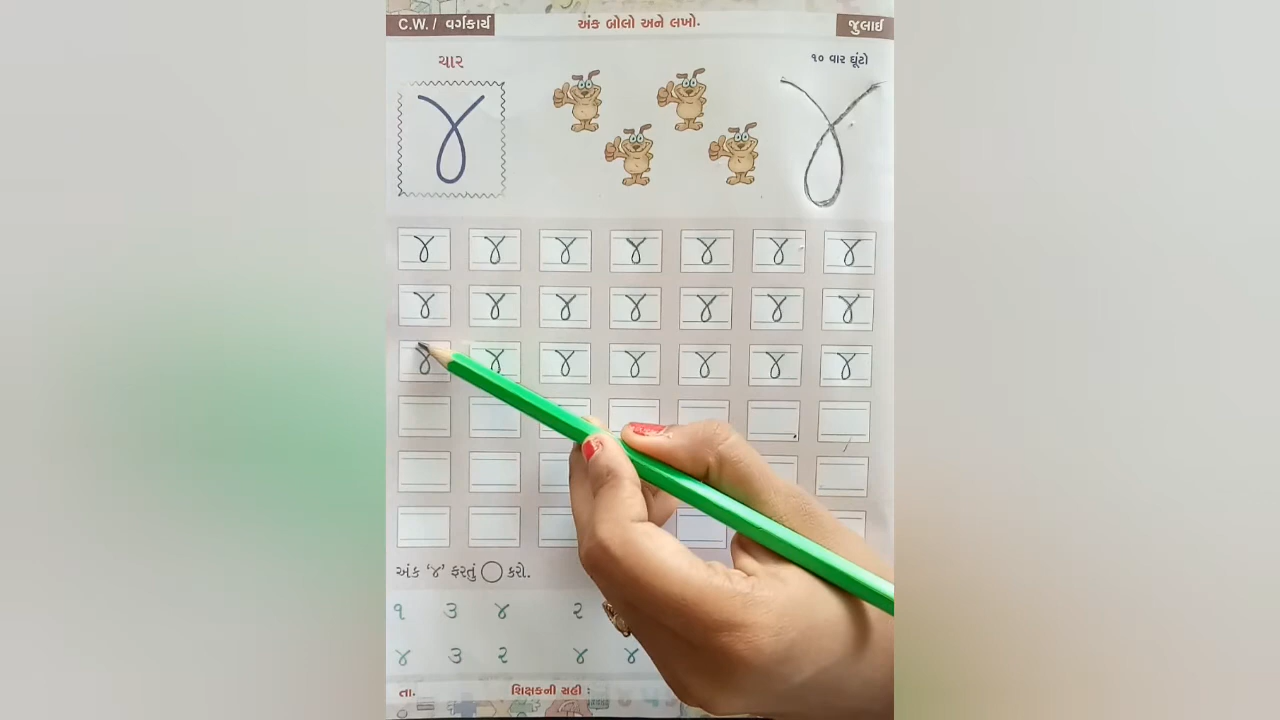 C.W. / વર્ગકાર્ય અંક બોલો અને લખો. જુલાઈ
ચાર ૧૦ વાર ઘૂંટો
૪ ૪
૪ ૪ ૪ ૪ ૪ ૪ ૪
૪ ૪ ૪ ૪ ૪ ૪ ૪
૪ ૪ ૪ ૪ ૪ ૪ ૪
અંક ‘૪’ ફરતું ◯ કરો.
૧ ૩ ૪ ૨
૪ ૩ ૨ ૪ ૪
તા. શિક્ષકની સહી :